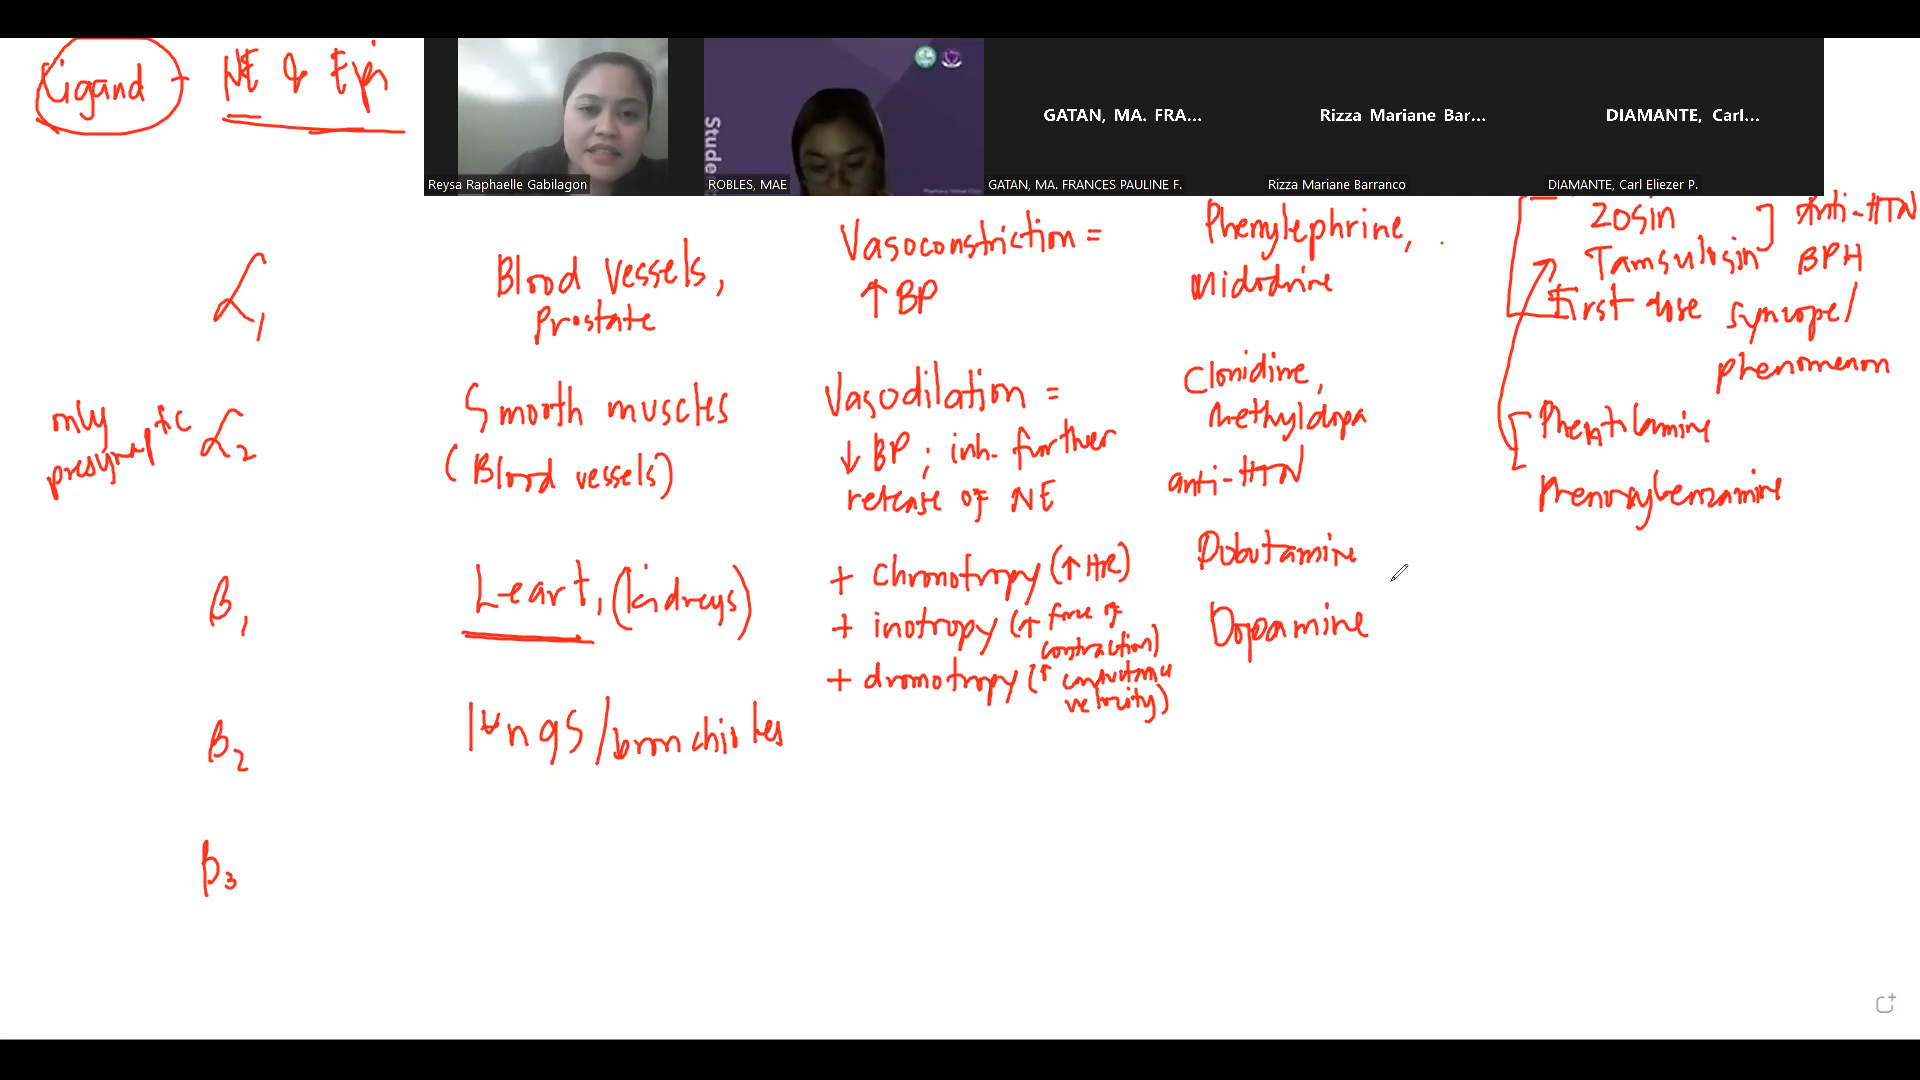 Ligand - NE & Epi
Stude
GATAN, MA. FRA...
Rizza Mariane Bar...
DIAMANTE, Carl...
Reysa Raphaelle Gabilagon
ROBLES, MAE
GATAN, MA. FRANCES PAULINE F.
Rizza Mariane Barranco
DIAMANTE, Carl Eliezer P.
α1
Blood vessels,
prostate
Vasoconstriction =
↑ BP
Phenylephrine,
Midodrine
zosin
Tamsulosin
Anti-HTN
BPH
First dose syncope/
phenomenon
only
presynaptic
α2
Smooth muscles
(Blood vessels)
Vasodilation =
↓ BP; inh. further
release of NE
Clonidine,
Methyldopa
anti-HTN
Phentilamine
Phenoxybenzamine
β1
Heart, (kidneys)
+ chronotropy (↑ HR)
+ inotropy (↑ force of
contraction)
+ dromotropy (↑
velocity)
Dobutamine
Dopamine
β2
lungs/bronchioles
β3